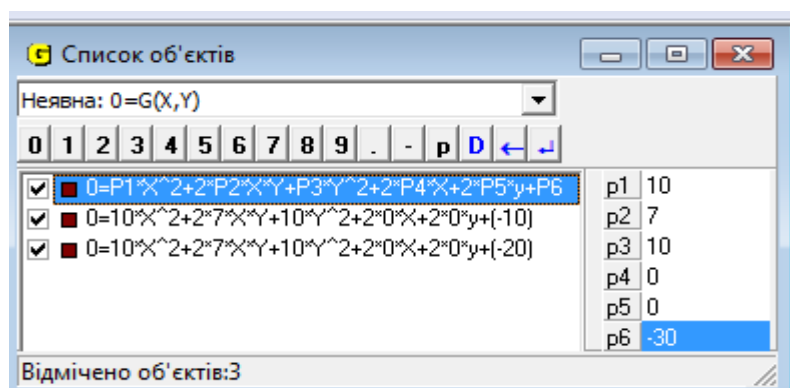 G Список об'єктів
Неявна: 0=G(X,Y)
0 1 2 3 4 5 6 7 8 9 . - p D ← ↵
0=P1*X^2+2*P2*X*Y+P3*Y^2+2*P4*X+2*P5*y+P6
0=10*X^2+2*7*X*Y+10*Y^2+2*0*X+2*0*y+(-10)
0=10*X^2+2*7*X*Y+10*Y^2+2*0*X+2*0*y+(-20)
p1 10
p2 7
p3 10
p4 0
p5 0
p6 -30
Відмічено об'єктів:3